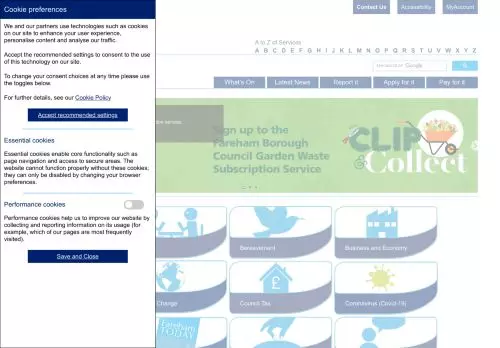 Cookie preferences
We and our partners use technologies such as cookies
on our site to enhance your user experience,
personalise content and analyse our traffic.
Accept the recommended settings to consent to the use
of this technology on our site.
To change your consent choices at any time please use
the toggles below.
For further details, see our Cookie Policy
Accept recommended settings
Essential cookies
Essential cookies enable core functionality such as
page navigation and access to secure areas. The
website cannot function properly without these cookies;
they can only be disabled by changing your browser
preferences.
Performance cookies
Performance cookies help us to improve our website by
collecting and reporting information on its usage (for
example, which of our pages are most frequently
visited).
Save and Close
Contact Us
Accessibility
MyAccount
A to Z of Services
A B C D E F G H I J K L M N O P Q R S T U V W X Y Z
Google
What's On
Latest News
Report it
Apply for it
Pay for it
Sign up to the
Fareham Borough
Council Garden Waste
Subscription Service
CLIP
Collect
Bereavement
Business and Economy
Change
Council Tax
Coronavirus (Covid-19)
Fareham
TODAY